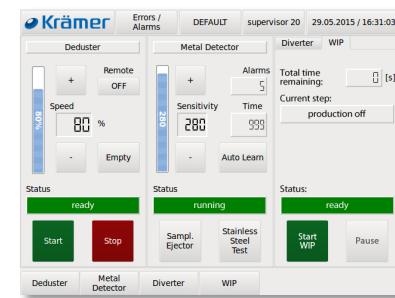 Krämer
Errors /
Alarms
DEFAULT
supervisor 20
29.05.2015 / 16:31:03
Deduster
Metal Detector
Diverter
WIP
+
Remote
OFF
80%
Speed
80 %
-
Empty
Status
ready
Start
Stop
+
Alarms
5
280
Sensitivity
280
Time
999
-
Auto Learn
Status
running
Sampl.
Ejector
Stainless
Steel
Test
Total time
remaining:
0 [s]
Current step:
production off
Status:
ready
Start
WIP
Pause
Deduster
Metal
Detector
Diverter
WIP